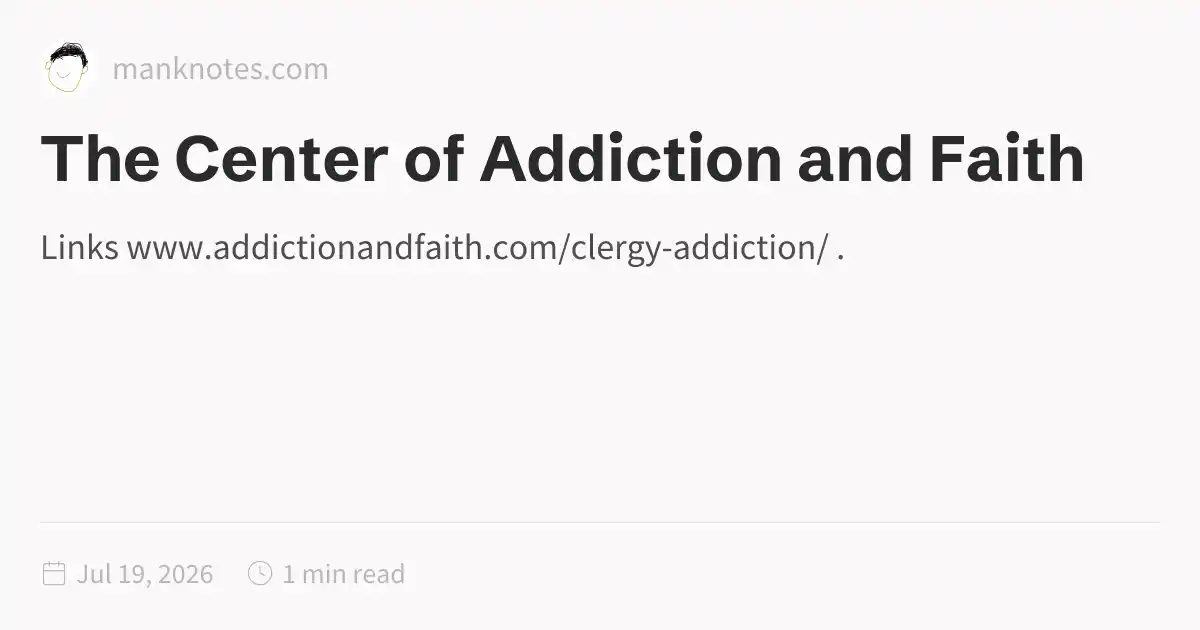 manknotes.com
The Center of Addiction and Faith
Links www.addictionandfaith.com/clergy-addiction/ .
Jul 19, 2026 1 min read